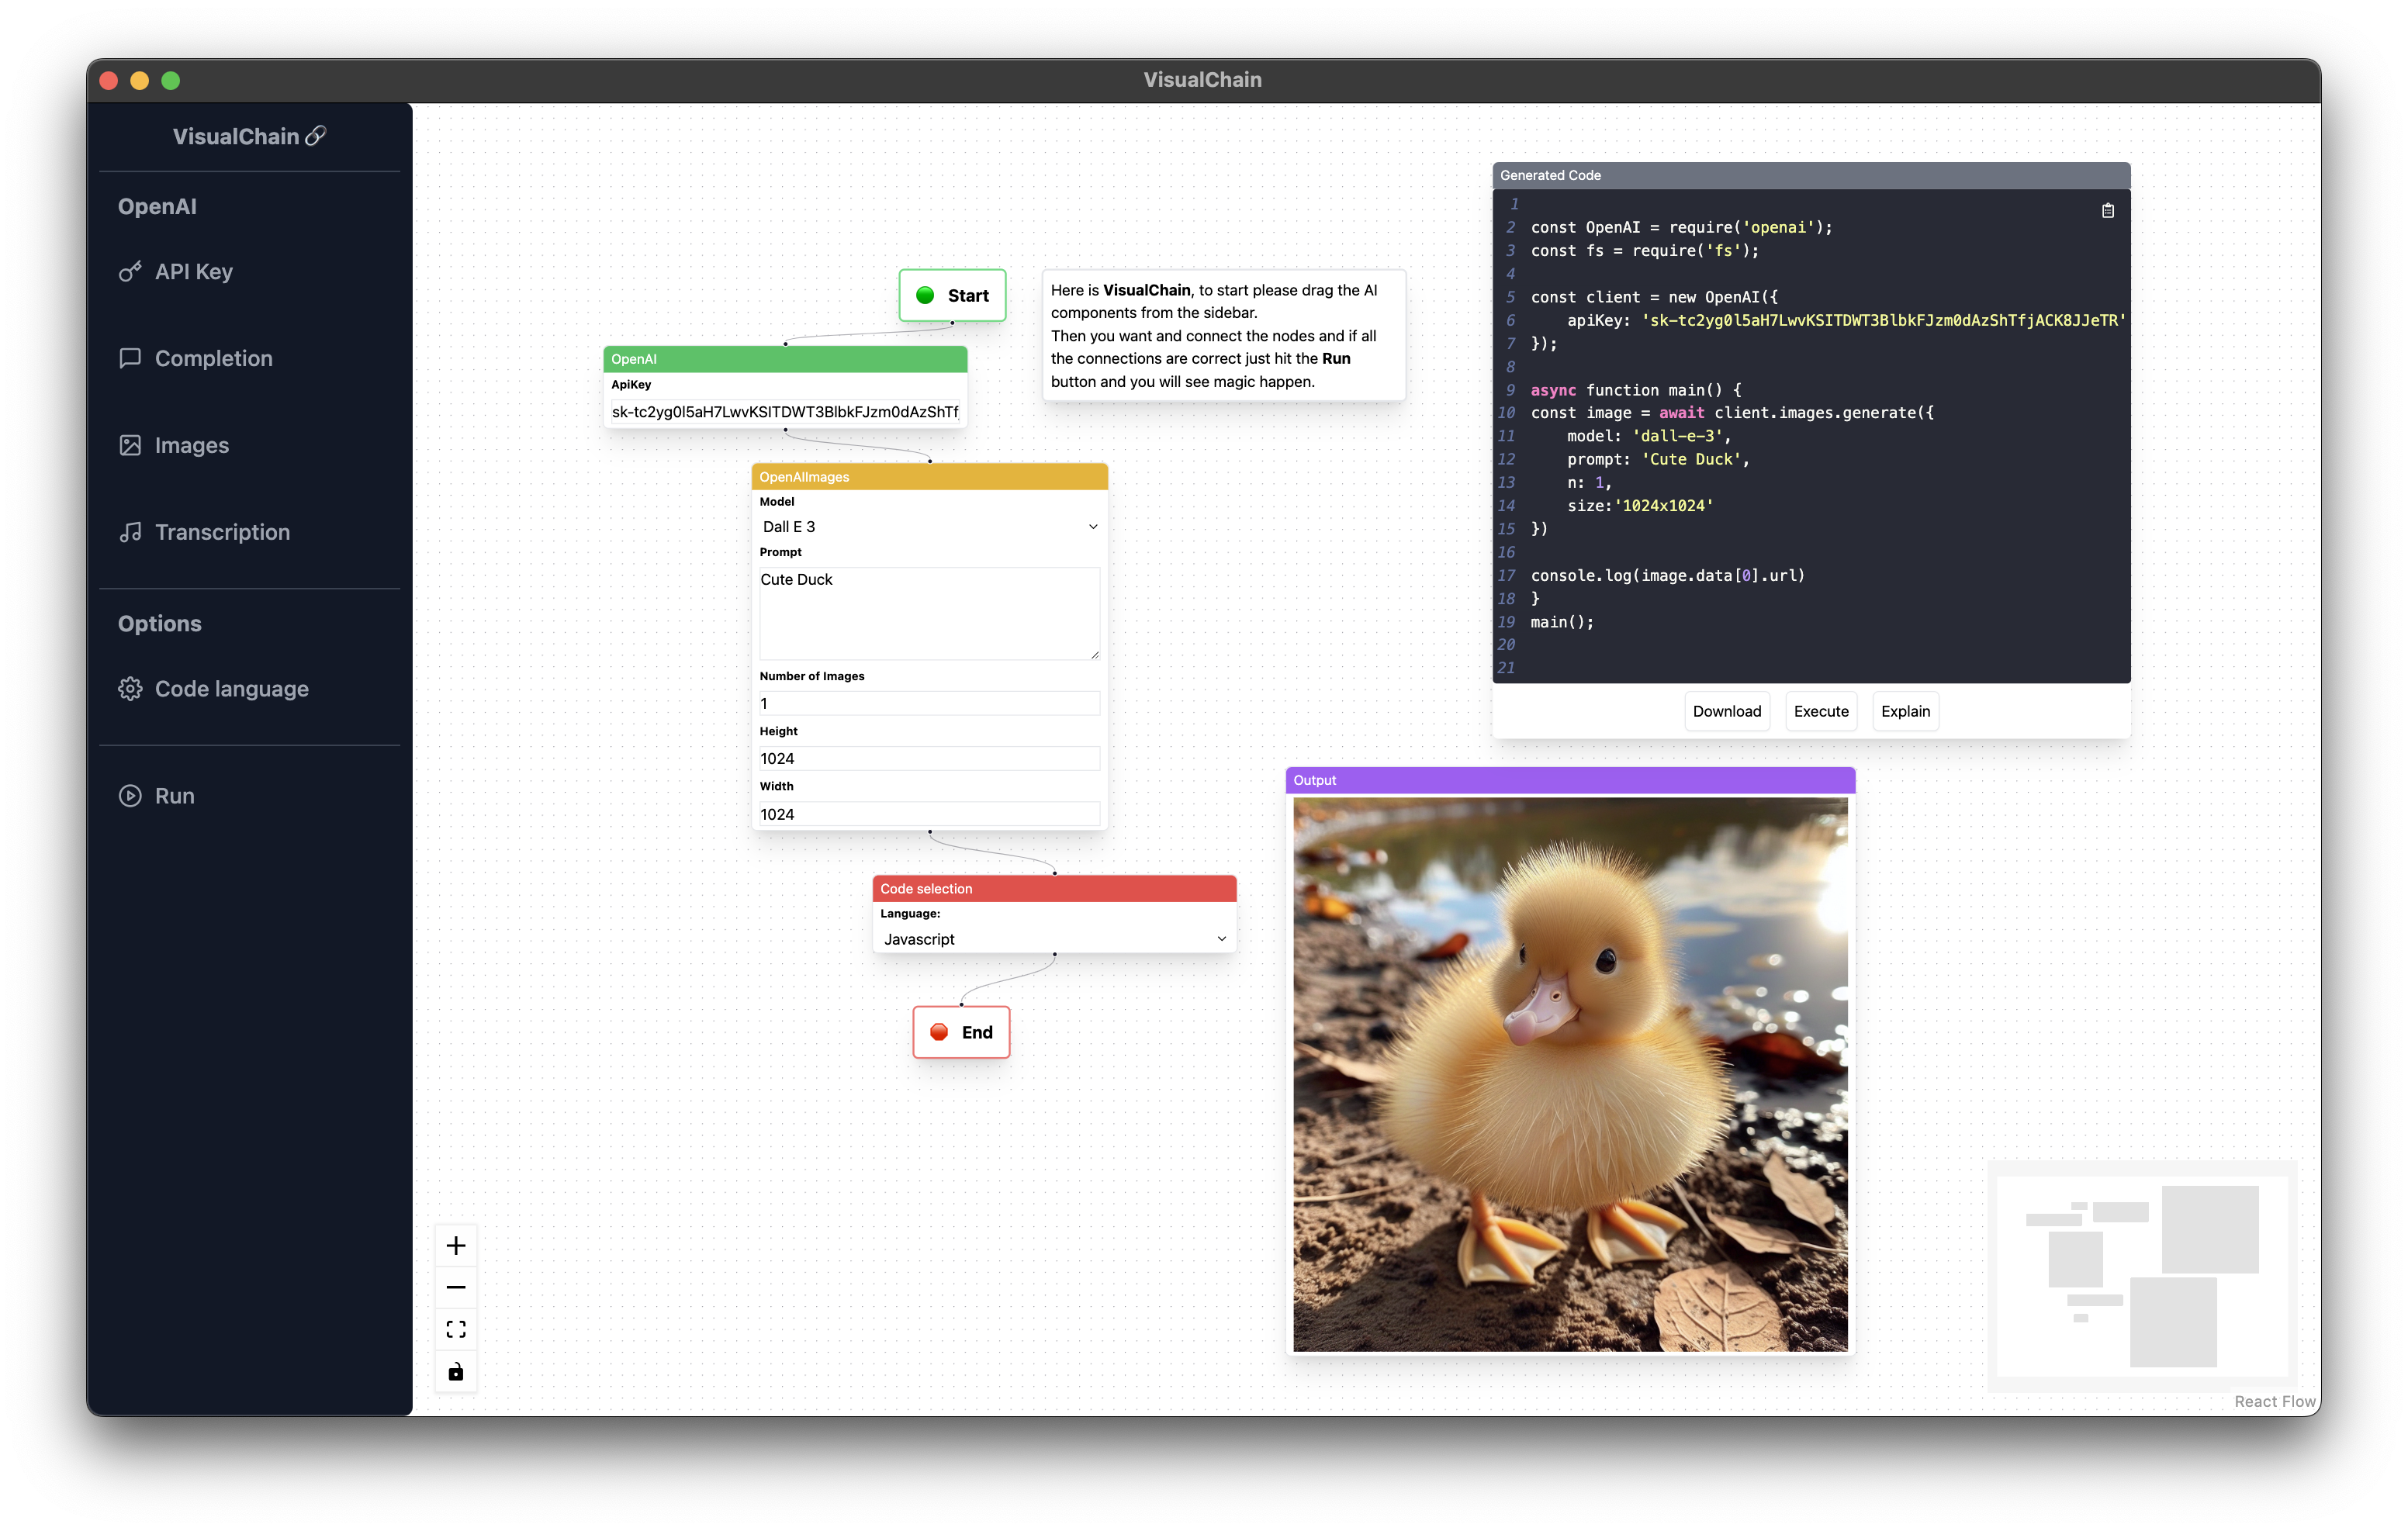 VisualChain
VisualChain
OpenAI
API Key
Completion
Images
Transcription
Options
Code language
Run
Start
Here is VisualChain, to start please drag the AI
components from the sidebar.
Then you want and connect the nodes and if all
the connections are correct just hit the Run
button and you will see magic happen.
OpenAI
ApiKey
OpenAIImages
Model
Dall E 3
Prompt
Cute Duck
Number of Images
1
Height
1024
Width
1024
Code selection
Language:
Javascript
End
Generated Code
1
2 const OpenAI = require('openai');
3 const fs = require('fs');
4
5 const client = new OpenAI({
6 apiKey:
7 });
8
9 async function main() {
10 const image = await client.images.generate({
11 model: 'dall-e-3',
12 prompt: 'Cute Duck',
13 n: 1,
14 size:'1024x1024'
15 })
16
17 console.log(image.data[0].url)
18 }
19 main();
20
21
Download Execute Explain
Output
React Flow